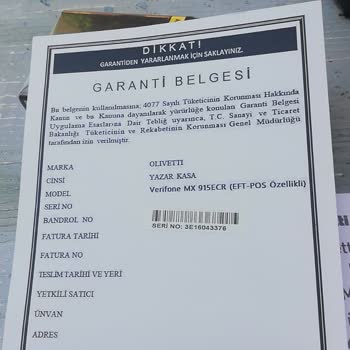 DİKKAT!
GARANTİDEN YARARLANMAK İÇİN SAKLAYINIZ.
GARANTİ BELGESİ
Bu belgenin kullanılmasına; 4077 Sayılı Tüketicinin Korunması Hakkında
Kanun ve bu Kanuna dayanılarak yürürlüğe konulan Garanti Belgesi
Uygulama Esaslarına Dair Tebliğ uyarınca, T.C. Sanayi ve Ticaret
Bakanlığı Tüketicinin ve Rekabetinin Korunması Genel Müdürlüğü
tarafından izin verilmiştir.
MARKA OLIVETTI
CİNSİ YAZAR KASA
MODEL Verifone MX 915ECR (EFT-POS Özellikli)
SERİ NO
BANDROL NO SERİ NO: 3E16043376
FATURA TARİHİ
FATURA NO
TESLİM TARİHİ VE YERİ
YETKİLİ SATICI
ÜNVAN
ADRES